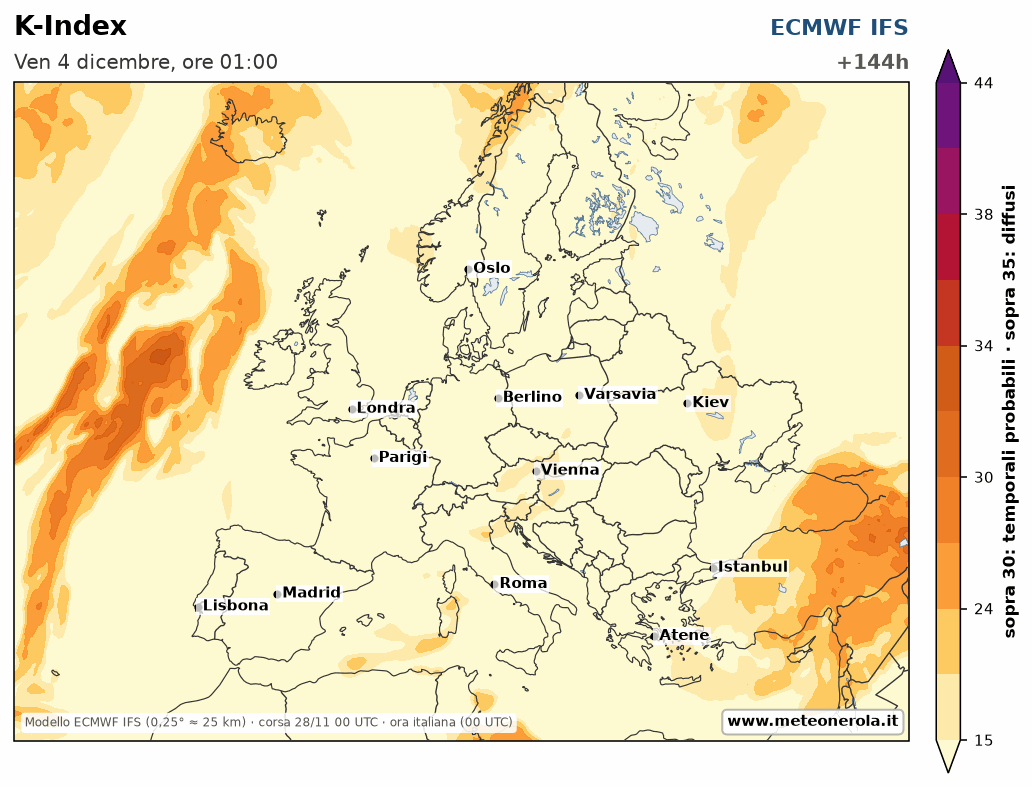 K-Index
ECMWF IFS
Ven 4 dicembre, ore 01:00
+144h
44
38
34
30
24
15
sopra 30: temporali probabili · sopra 35: diffusi
Oslo
Berlino
Varsavia
Kiev
Londra
Parigi
Vienna
Istanbul
Roma
Madrid
Lisbona
Atene
Modello ECMWF IFS (0,25° ≈ 25 km) · corsa 28/11 00 UTC · ora italiana (00 UTC)
www.meteonerola.it